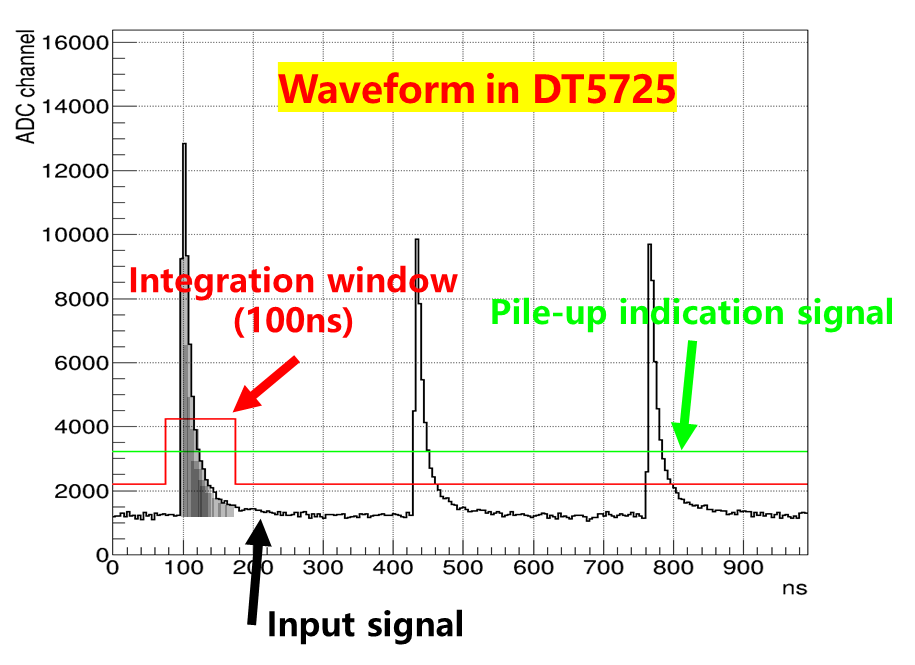 Waveform in DT5725
ADC channel
16000
14000
12000
10000
8000
6000
4000
2000
0
Integration window
(100ns)
Pile-up indication signal
0 100 200 300 400 500 600 700 800 900
ns
Input signal